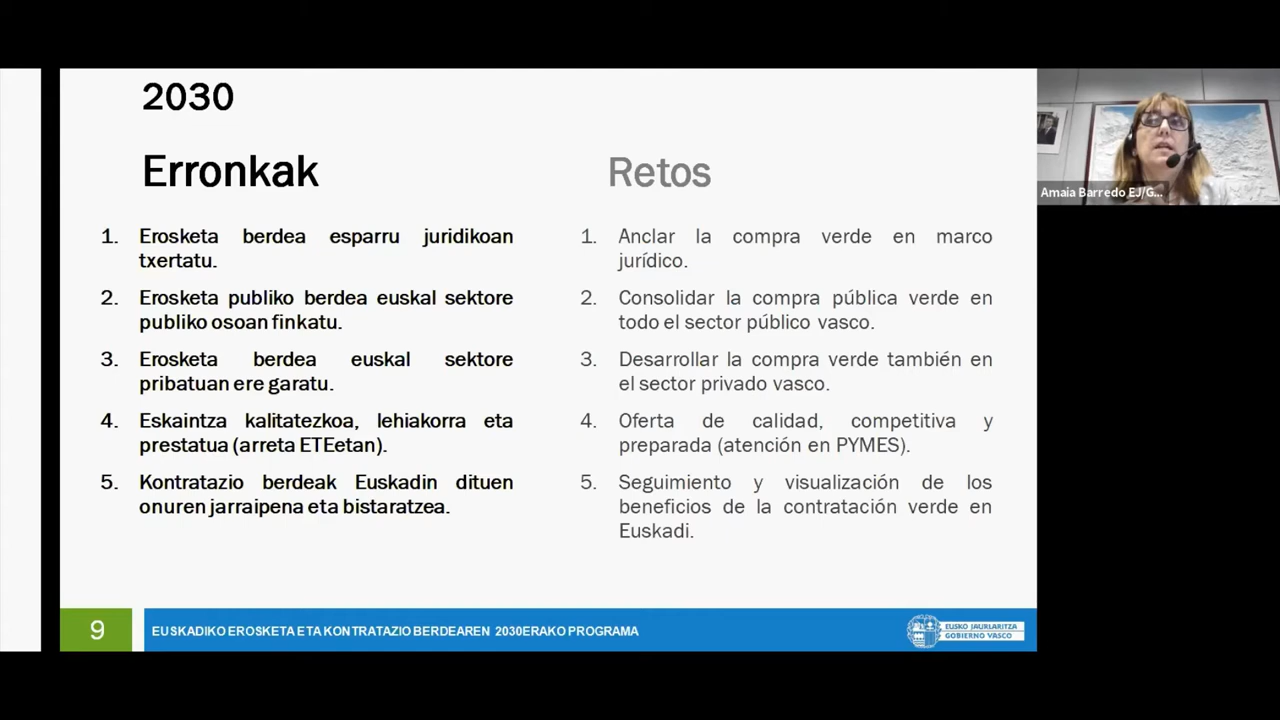 2030
Erronkak
1. Erosketa berdea esparru juridikoan
txertatu.
2. Erosketa publiko berdea euskal sektore
publiko osoan finkatu.
3. Erosketa berdea euskal sektore
pribatuan ere garatu.
4. Eskaintza kalitatezkoa, lehiakorra eta
prestatua (arreta ETEetan).
5. Kontratazio berdeak Euskadin dituen
onuren jarraipena eta bistaratzea.
Retos
1. Anclar la compra verde en marco
jurídico.
2. Consolidar la compra pública verde en
todo el sector público vasco.
3. Desarrollar la compra verde también en
el sector privado vasco.
4. Oferta de calidad, competitiva y
preparada (atención en PYMES).
5. Seguimiento y visualización de los
beneficios de la contratación verde en
Euskadi.
9
EUSKADIKO EROSKETA ETA KONTRATAZIO BERDEAREN 2030ERAKO PROGRAMA
EUSKO JAURLARITZA
GOBIERNO VASCO
Amaia Barredo EJ/G...